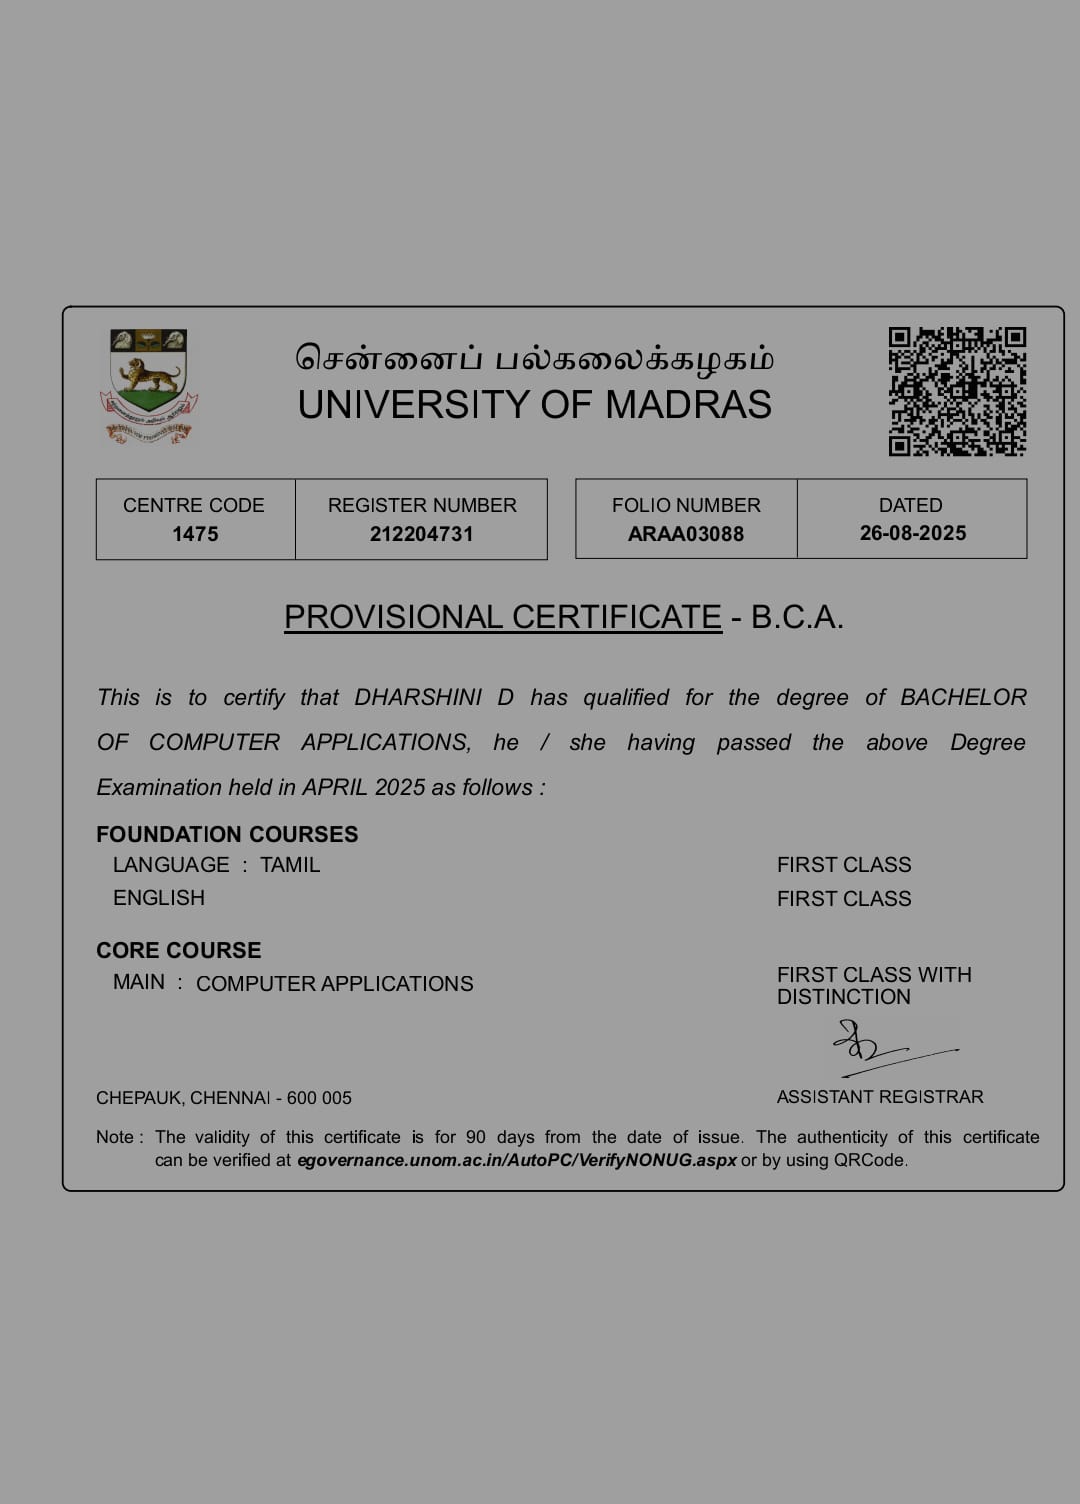 சென்னைப் பல்கலைக்கழகம்
UNIVERSITY OF MADRAS
CENTRE CODE
1475
REGISTER NUMBER
212204731
FOLIO NUMBER
ARAA03088
DATED
26-08-2025
PROVISIONAL CERTIFICATE - B.C.A.
This is to certify that DHARSHINI D has qualified for the degree of BACHELOR
OF COMPUTER APPLICATIONS, he / she having passed the above Degree
Examination held in APRIL 2025 as follows :
FOUNDATION COURSES
LANGUAGE : TAMIL FIRST CLASS
ENGLISH FIRST CLASS
CORE COURSE
MAIN : COMPUTER APPLICATIONS FIRST CLASS WITH
DISTINCTION
CHEPAUK, CHENNAI - 600 005 ASSISTANT REGISTRAR
Note : The validity of this certificate is for 90 days from the date of issue. The authenticity of this certificate
can be verified at egovernance.unom.ac.in/AutoPC/VerifyNONUG.aspx or by using QRCode.